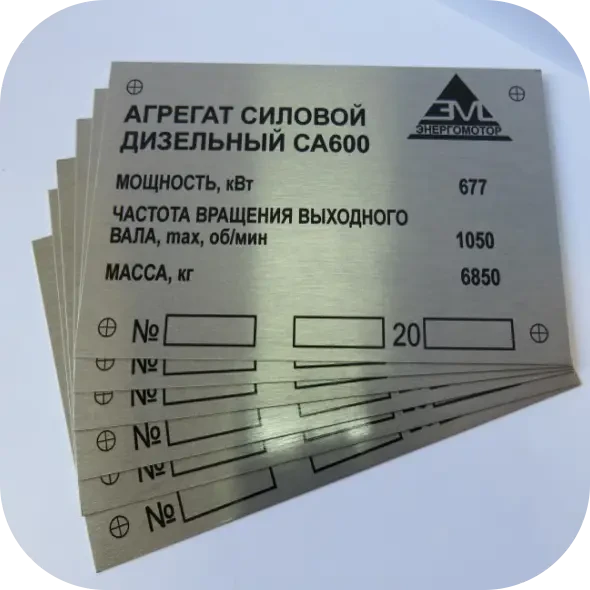 АГРЕГАТ СИЛОВОЙ
ДИЗЕЛЬНЫЙ СА600
ЭМ
ЭНЕРГОМОТОР
МОЩНОСТЬ, кВт 677
ЧАСТОТА ВРАЩЕНИЯ ВЫХОДНОГО
ВАЛА, max, об/мин 1050
МАССА, кг 6850
№ 20
№
№
№
№
№